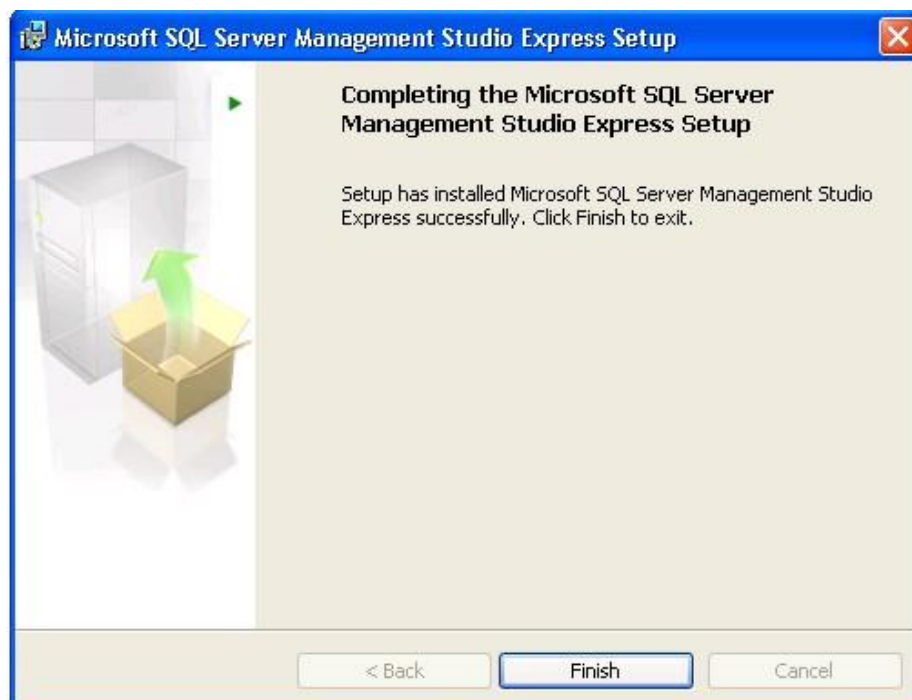 Microsoft SQL Server Management Studio Express Setup
Completing the Microsoft SQL Server
Management Studio Express Setup
Setup has installed Microsoft SQL Server Management Studio
Express successfully. Click Finish to exit.
< Back
Finish
Cancel